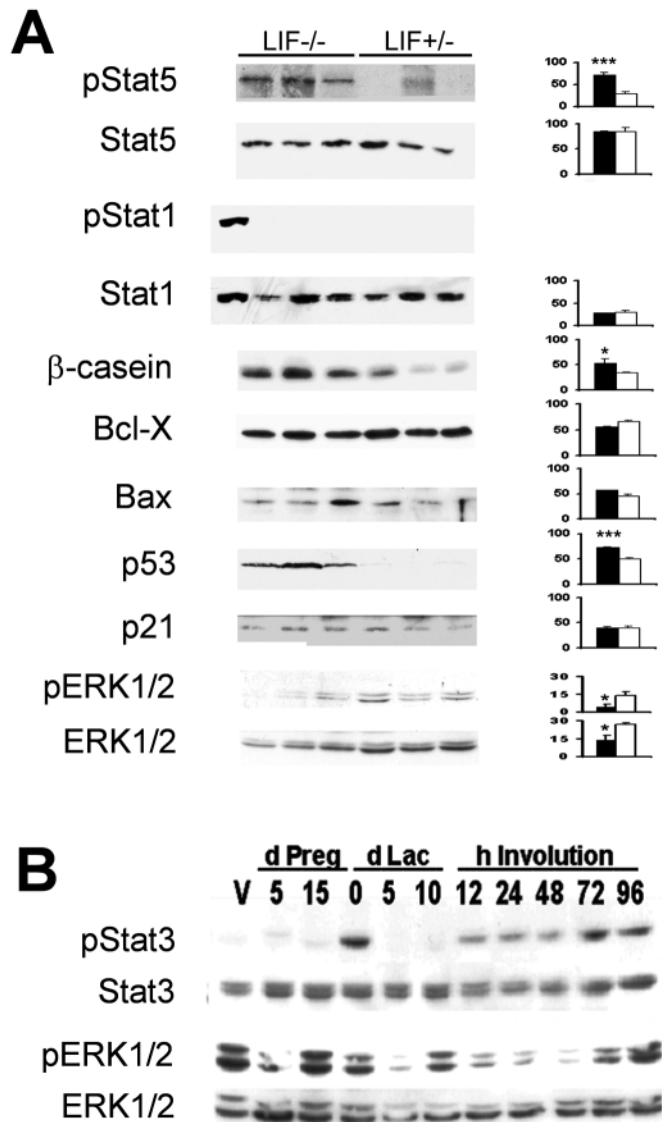 A
LIF-/- LIF+/-
pStat5
***
100
50
0
Stat5
100
50
0
pStat1
Stat1
100
50
0
β-casein
*
100
50
0
Bcl-X
100
50
0
Bax
100
50
0
p53
***
100
50
0
p21
100
50
0
pERK1/2
30
15
0
*
ERK1/2
30
15
0
*
B
d Preg d Lac h Involution
V 5 15 0 5 10 12 24 48 72 96
pStat3
Stat3
pERK1/2
ERK1/2